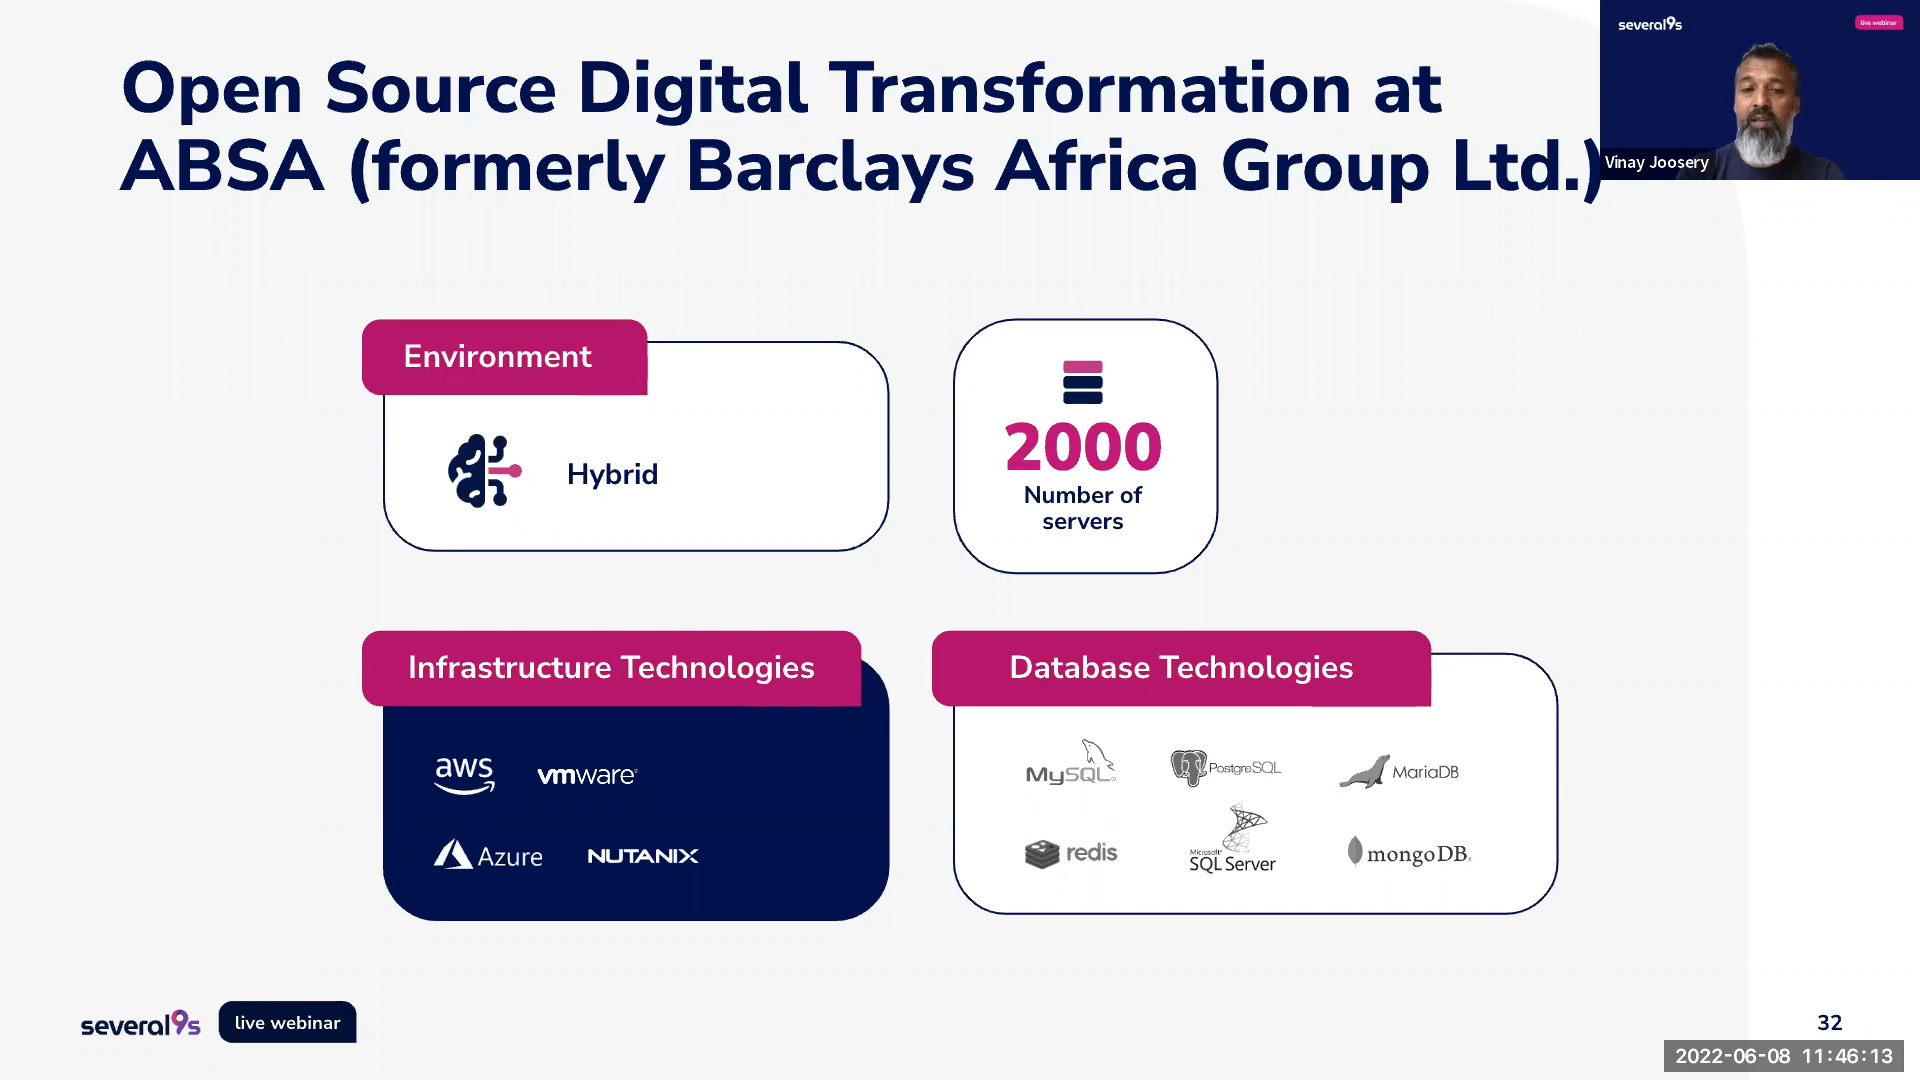 Open Source Digital Transformation at
ABSA (formerly Barclays Africa Group Ltd.)
several9s
live webinar
Vinay Joosery
Environment
Hybrid
2000
Number of
servers
Infrastructure Technologies
aws
vmware
Azure
NUTANIX
Database Technologies
MySQL
PostgreSQL
MariaDB
redis
Microsoft
SQL Server
mongoDB
several9s
live webinar
32
2022-06-08 11:46:13